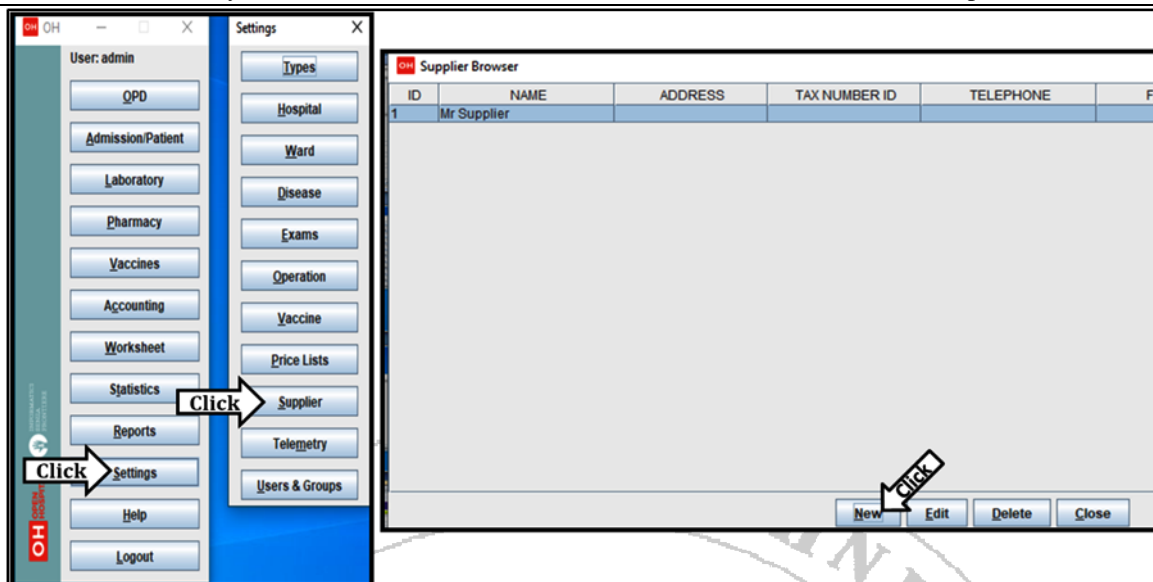 OH OH
User: admin
OPD
Admission/Patient
Laboratory
Pharmacy
Vaccines
Accounting
Worksheet
Statistics
Reports
Click
Settings
Help
Logout
OH OPEN
Settings X
Types
Hospital
Ward
Disease
Exams
Operation
Vaccine
Price Lists
Click
Supplier
Telemetry
Users & Groups
OH Supplier Browser
ID NAME ADDRESS TAX NUMBER ID TELEPHONE F
1 Mr Supplier
Click
New Edit Delete Close